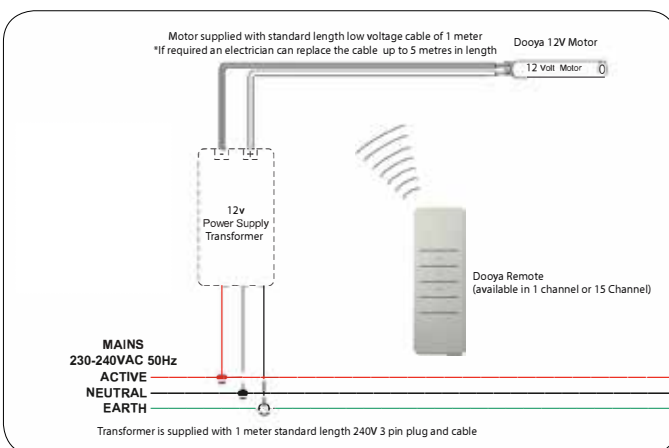 Motor supplied with standard length low voltage cable of 1 meter
*If required an electrician can replace the cable up to 5 metres in length
Dooya 12V Motor
12 Volt Motor
- +
12v
Power Supply
Transformer
Dooya Remote
(available in 1 channel or 15 Channel)
MAINS
230-240VAC 50Hz
ACTIVE
NEUTRAL
EARTH
Transformer is supplied with 1 meter standard length 240V 3 pin plug and cable